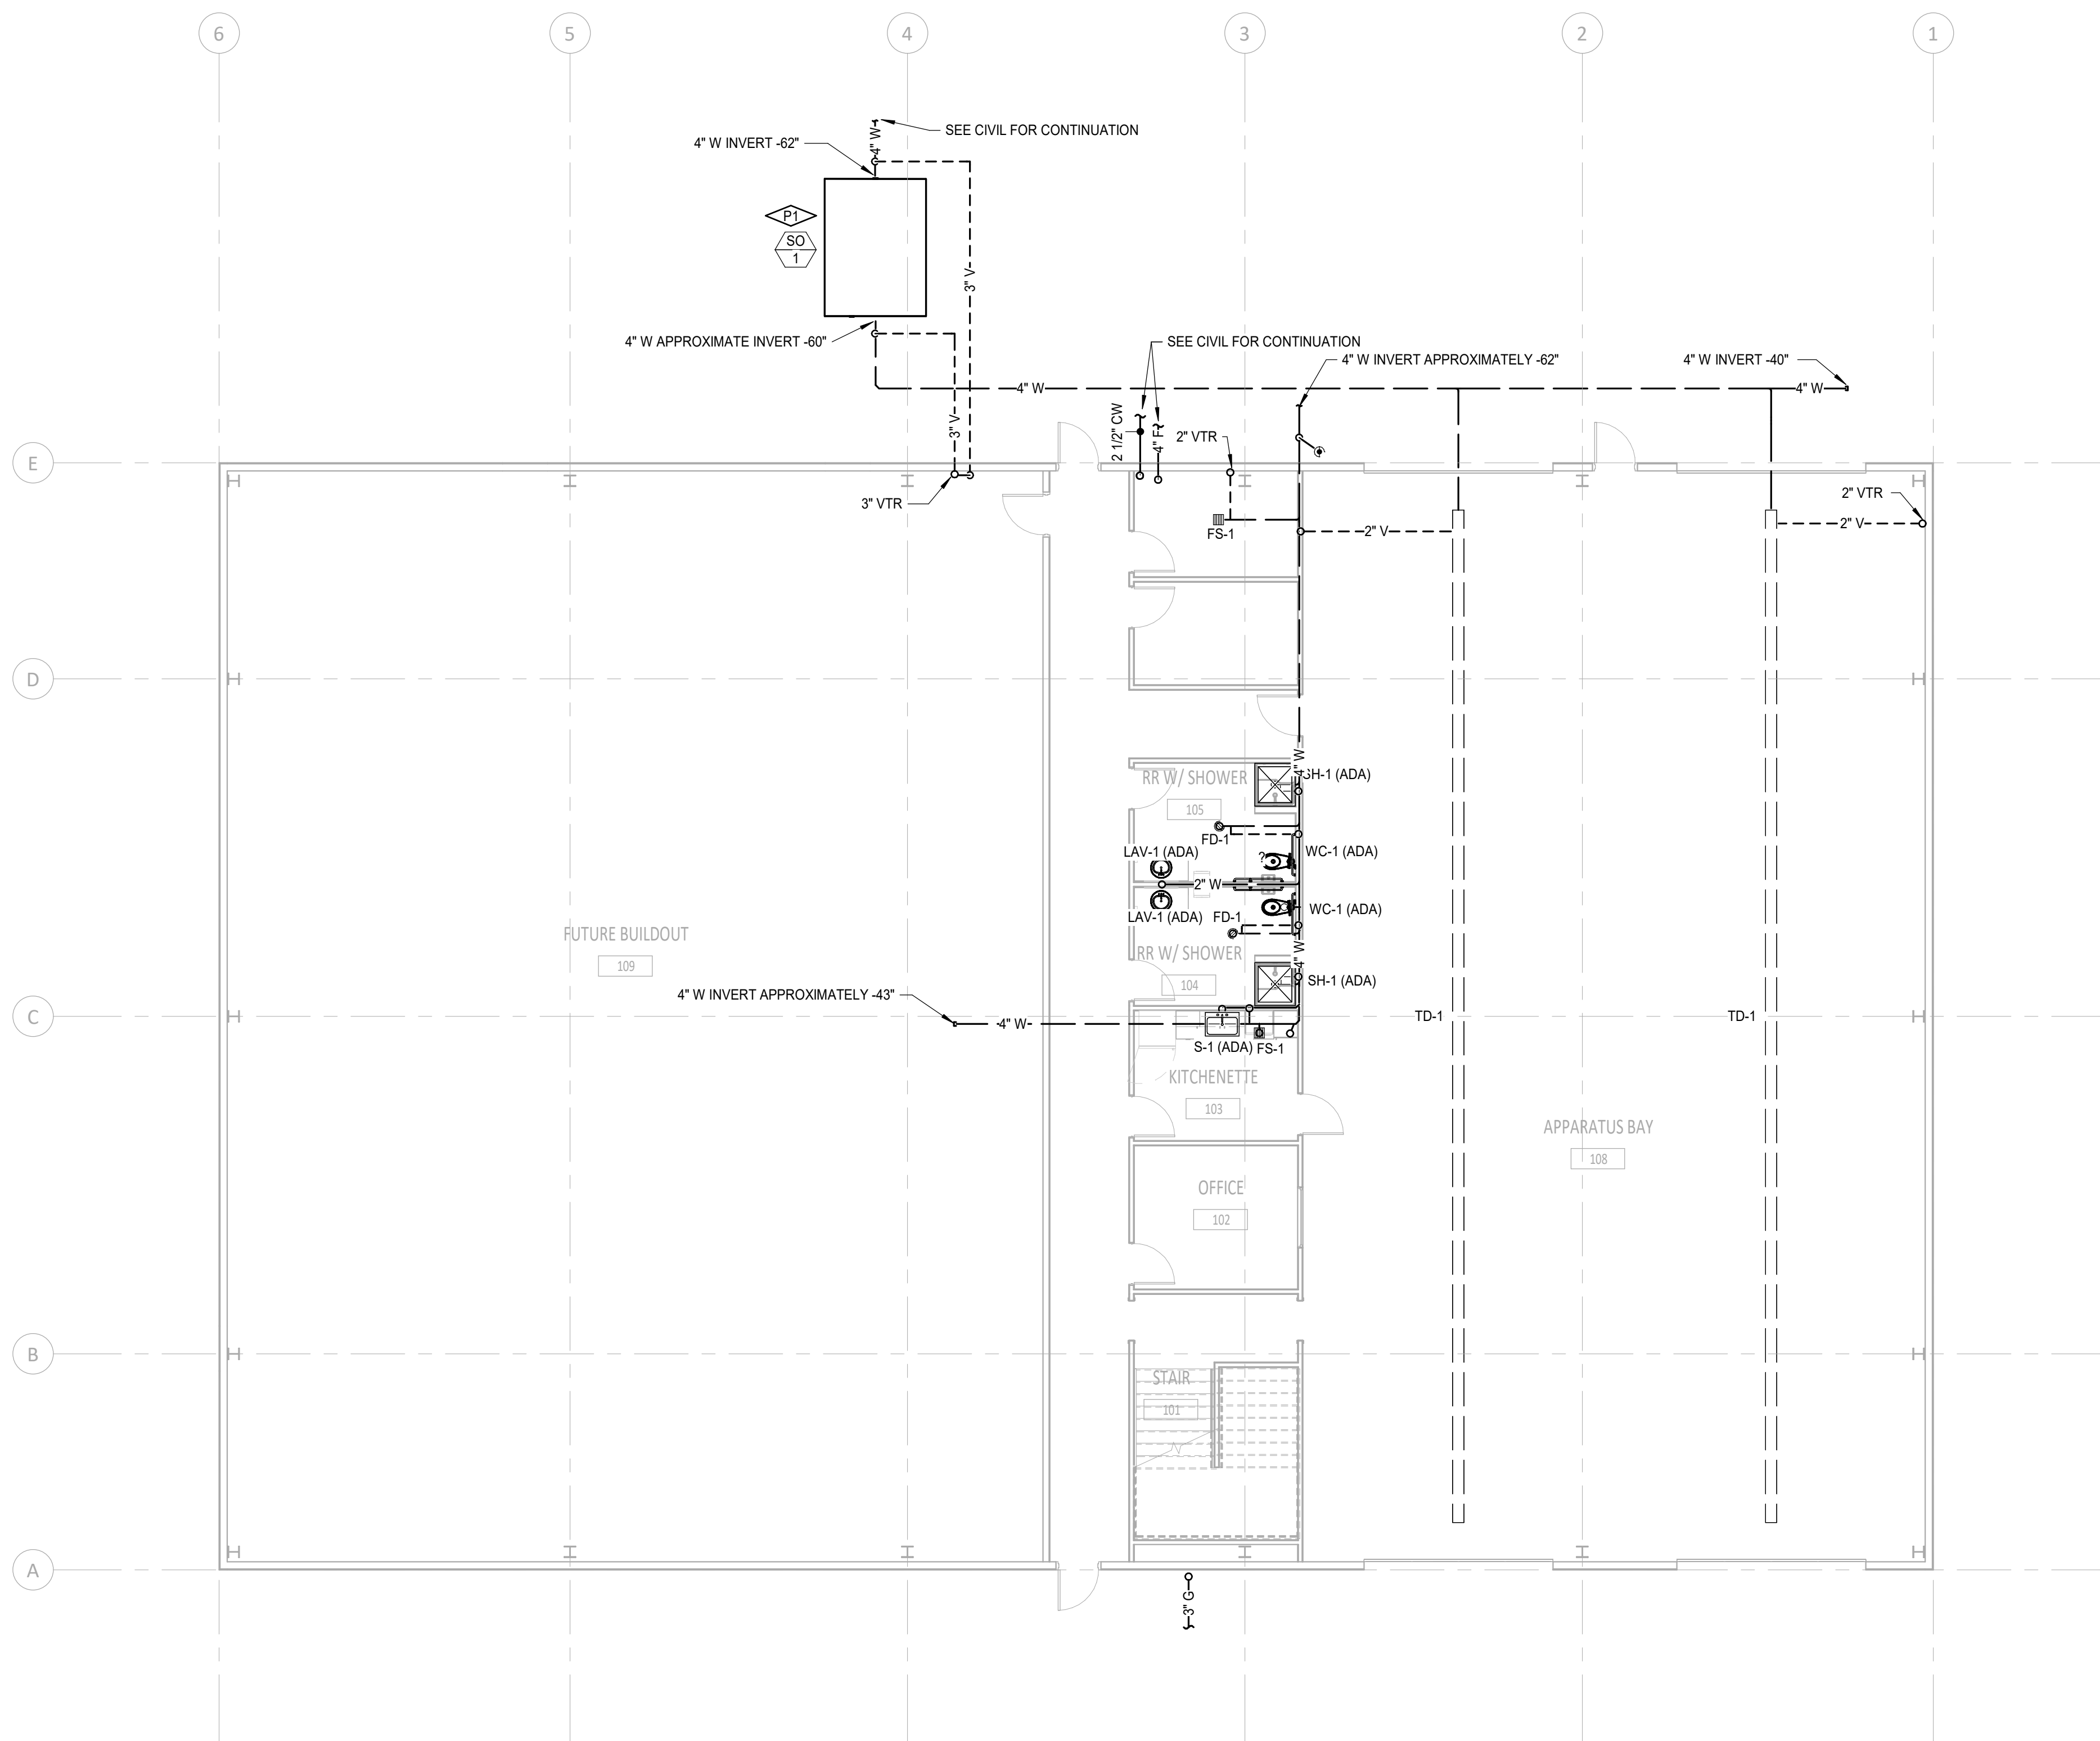 6
5
4
3
2
1
SEE CIVIL FOR CONTINUATION
4" W
4" W INVERT -62"
P1
SO
1
3" V
4" W APPROXIMATE INVERT -60"
SEE CIVIL FOR CONTINUATION
4" W INVERT APPROXIMATELY -62"
4" W INVERT -40"
4" W
4" W
3" V
2 1/2" CW
4" F
2" VTR
E
3" VTR
2" VTR
FS-1
2" V
2" V
D
4" W
RR W/ SHOWER
105
SH-1 (ADA)
FD-1
LAV-1 (ADA)
?
WC-1 (ADA)
2" W
LAV-1 (ADA)
FD-1
WC-1 (ADA)
FUTURE BUILDOUT
109
RR W/ SHOWER
104
4" W
SH-1 (ADA)
4" W INVERT APPROXIMATELY -43"
C
4" W
TD-1
TD-1
S-1 (ADA)
FS-1
KITCHENETTE
103
APPARATUS BAY
108
OFFICE
102
B
STAIR
101
A
3" G